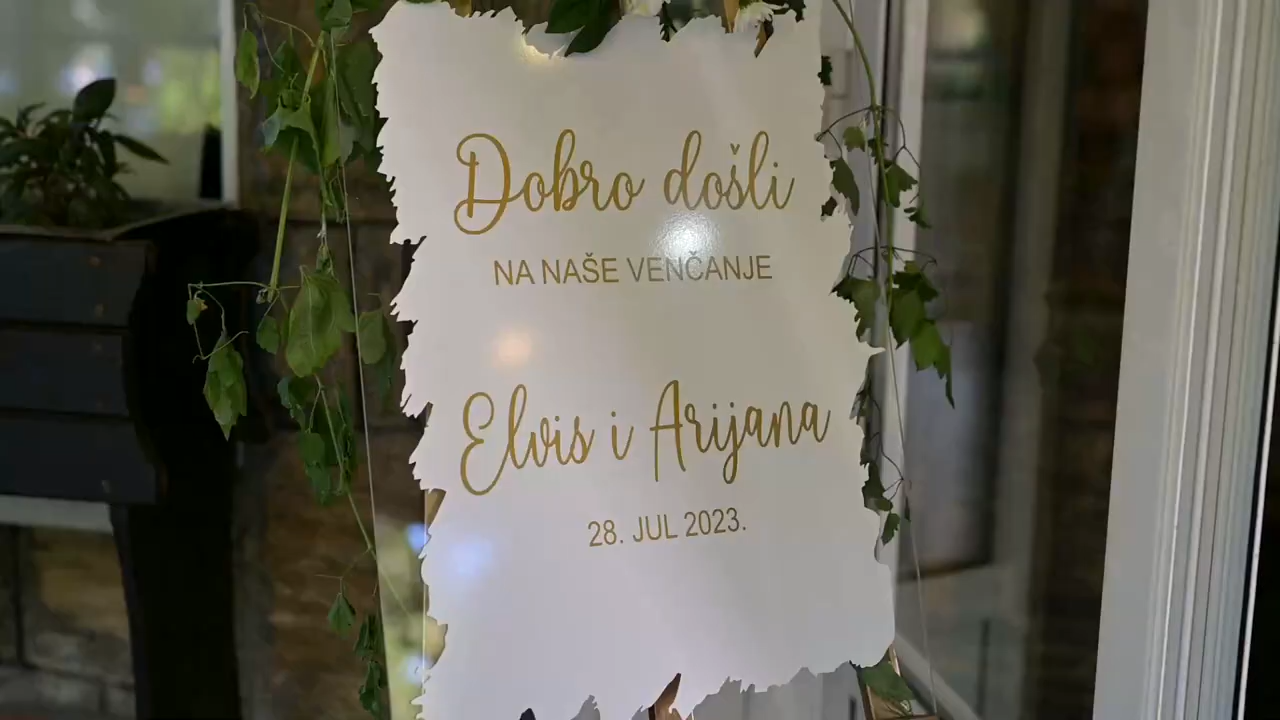 Dobro došli
NA NAŠE VENČANJE
Elvis i Arijana
28. JUL 2023.